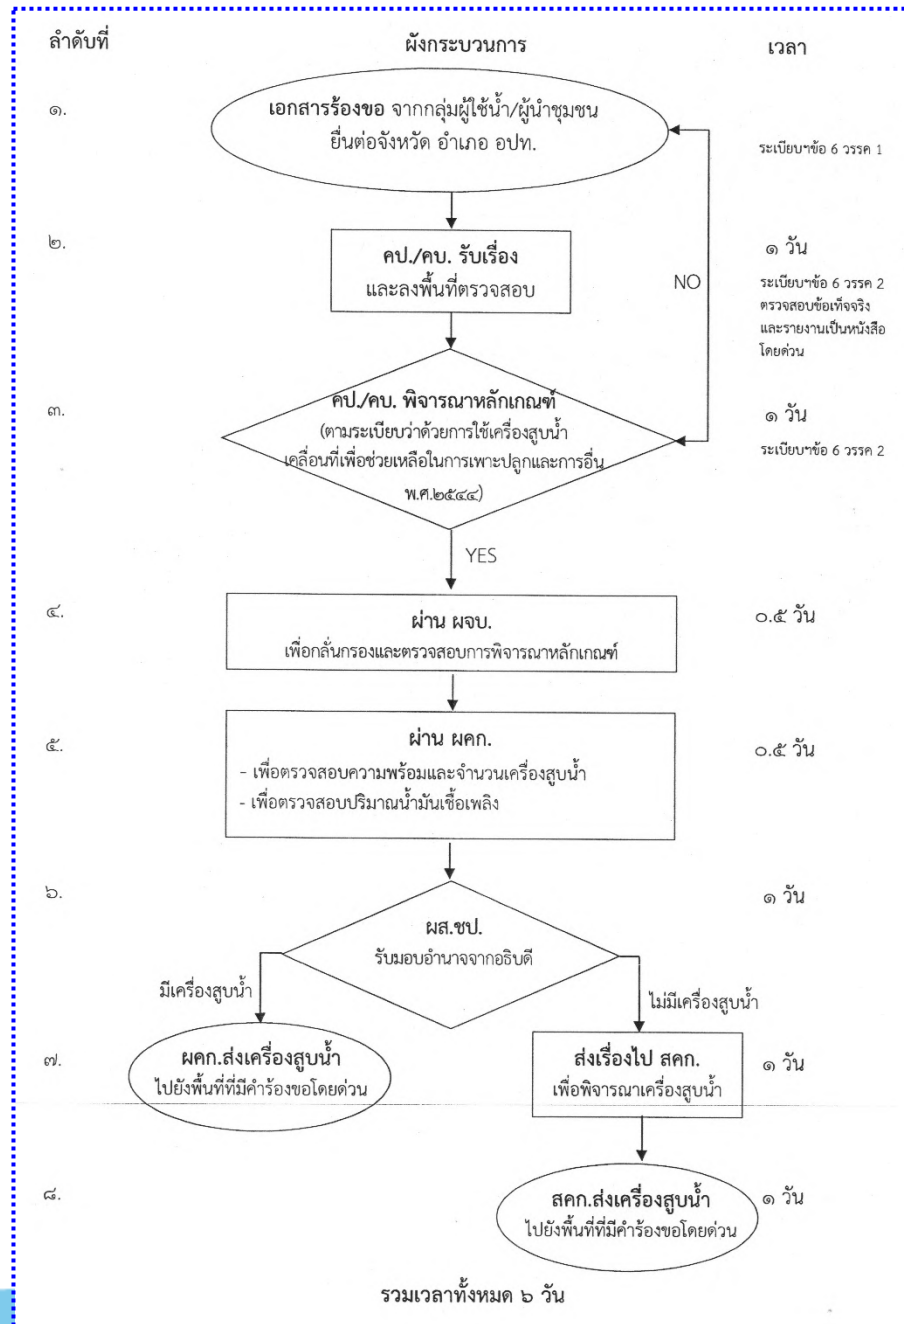 ลำดับที่ ผังกระบวนการ เวลา
๑.
เอกสารร้องขอ จากกลุ่มผู้ใช้น้ำ/ผู้นำชุมชน
ยื่นต่อจังหวัด อำเภอ อปท.
ระเบียบฯข้อ 6 วรรค 1
๒.
คป./คบ. รับเรื่อง
และลงพื้นที่ตรวจสอบ
NO
๑ วัน
ระเบียบฯข้อ 6 วรรค 2
ตรวจสอบข้อเท็จจริง
และรายงานเป็นหนังสือ
โดยด่วน
๓.
คป./คบ. พิจารณาหลักเกณฑ์
(ตามระเบียบว่าด้วยการใช้เครื่องสูบน้ำ
เคลื่อนที่เพื่อช่วยเหลือในการเพาะปลูกและการอื่น
พ.ศ.๒๕๔๔)
๑ วัน
ระเบียบฯข้อ 6 วรรค 2
YES
๔.
ผ่าน ผจบ.
เพื่อกลั่นกรองและตรวจสอบการพิจารณาหลักเกณฑ์
๐.๕ วัน
๕.
ผ่าน ผคก.
- เพื่อตรวจสอบความพร้อมและจำนวนเครื่องสูบน้ำ
- เพื่อตรวจสอบปริมาณน้ำมันเชื้อเพลิง
๐.๕ วัน
๖.
ผส.ชป.
รับมอบอำนาจจากอธิบดี
๑ วัน
มีเครื่องสูบน้ำ
ไม่มีเครื่องสูบน้ำ
๗.
ผคก.ส่งเครื่องสูบน้ำ
ไปยังพื้นที่ที่มีคำร้องขอโดยด่วน
ส่งเรื่องไป สคก.
เพื่อพิจารณาเครื่องสูบน้ำ
๑ วัน
๘.
สคก.ส่งเครื่องสูบน้ำ
ไปยังพื้นที่ที่มีคำร้องขอโดยด่วน
๑ วัน
รวมเวลาทั้งหมด ๖ วัน